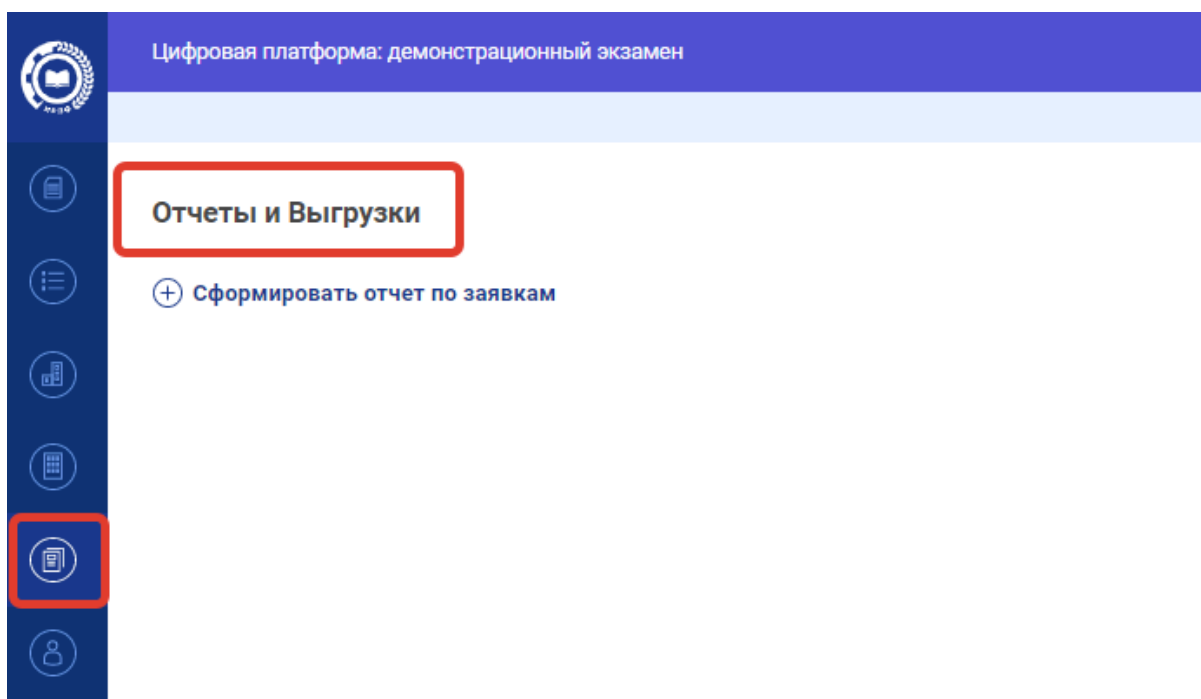 Цифровая платформа: демонстрационный экзамен
Отчеты и Выгрузки
Сформировать отчет по заявкам